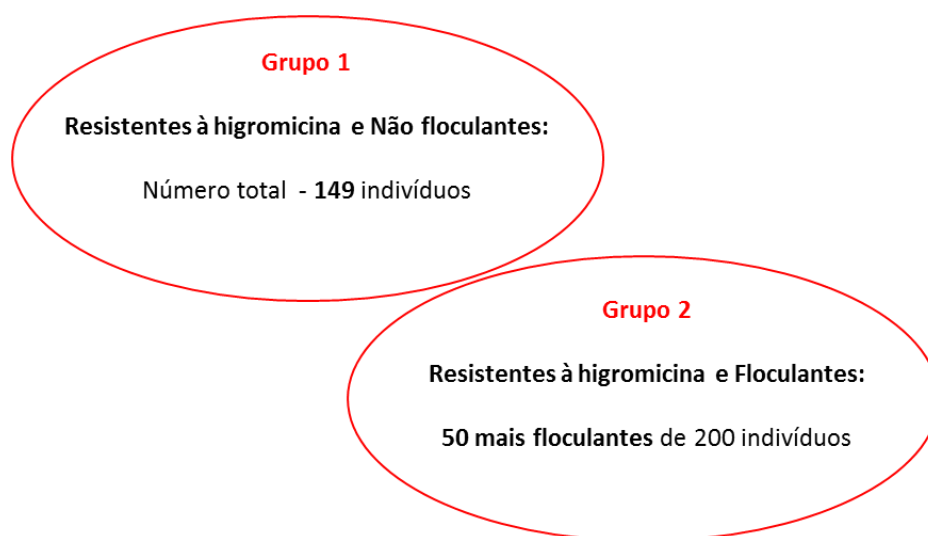 Grupo 1
Resistentes à higromicina e Não floculantes:
Número total - 149 indivíduos
Grupo 2
Resistentes à higromicina e Floculantes:
50 mais floculantes de 200 indivíduos